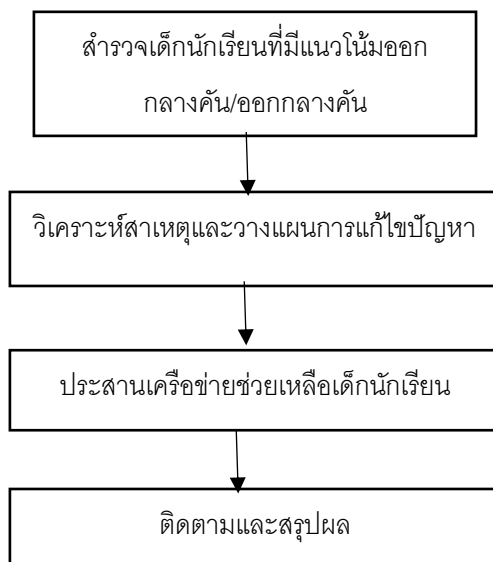 สำรวจเด็กนักเรียนที่มีแนวโน้มออก
กลางคัน/ออกกลางคัน
วิเคราะห์สาเหตุและวางแผนการแก้ไขปัญหา
ประสานเครือข่ายช่วยเหลือเด็กนักเรียน
ติดตามและสรุปผล